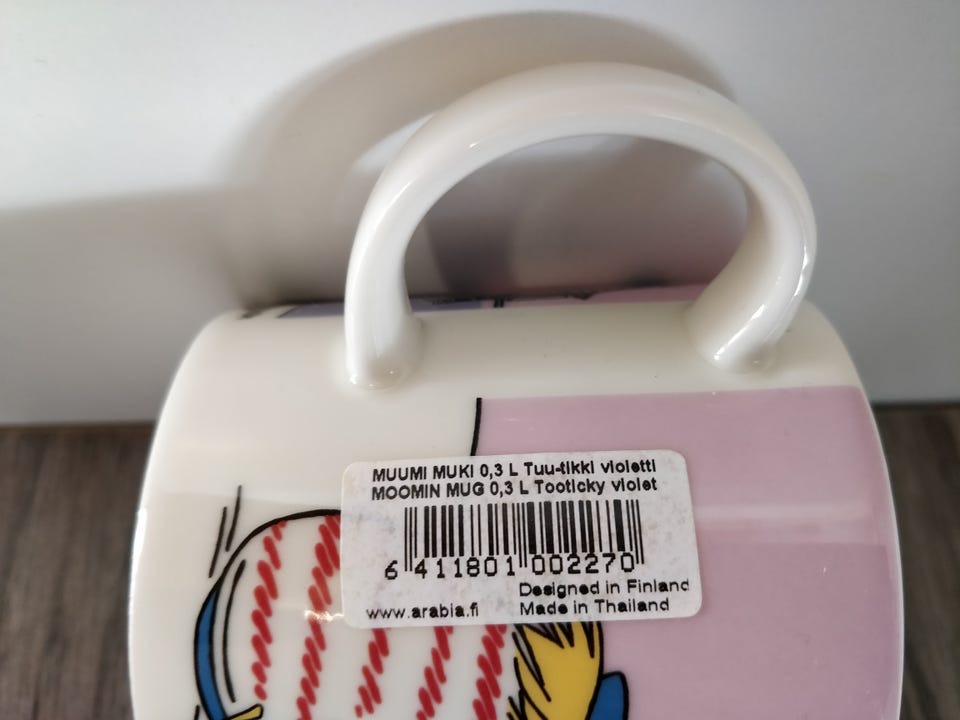 MUUMI MUKI 0,3 L Tuu-tikki violetti
MOOMIN MUG 0,3 L Tooticky violet
6 411801 002270
Designed in Finland
www.arabia.fi Made in Thailand